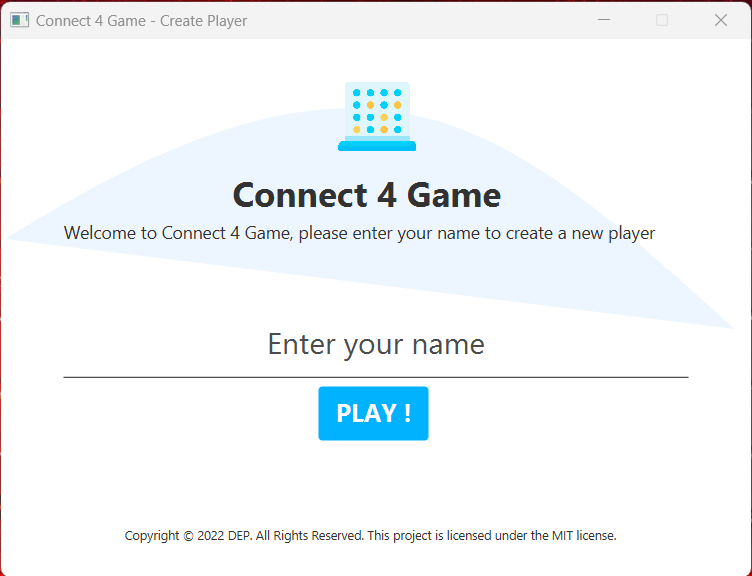 Connect 4 Game - Create Player
Connect 4 Game
Welcome to Connect 4 Game, please enter your name to create a new player
Enter your name
PLAY !
Copyright © 2022 DEP. All Rights Reserved. This project is licensed under the MIT license.